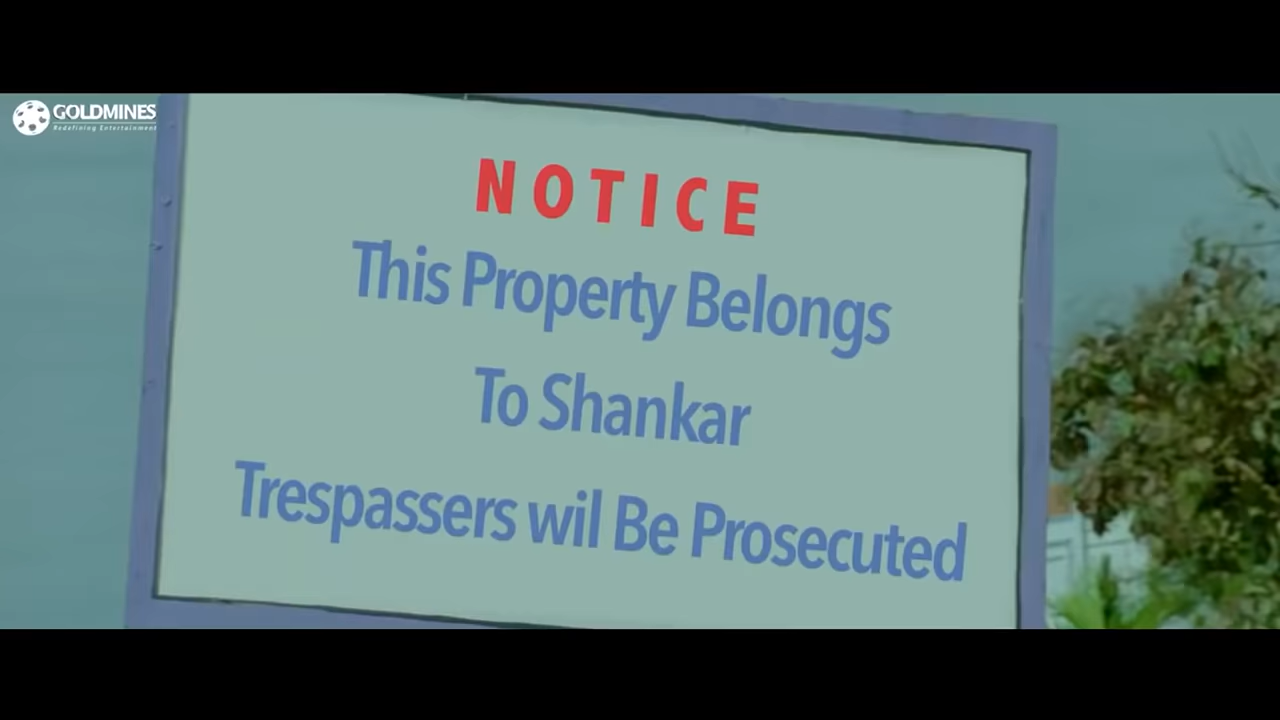 GOLDMINES
Redefining Entertainment
NOTICE
This Property Belongs
To Shankar
Trespassers wil Be Prosecuted